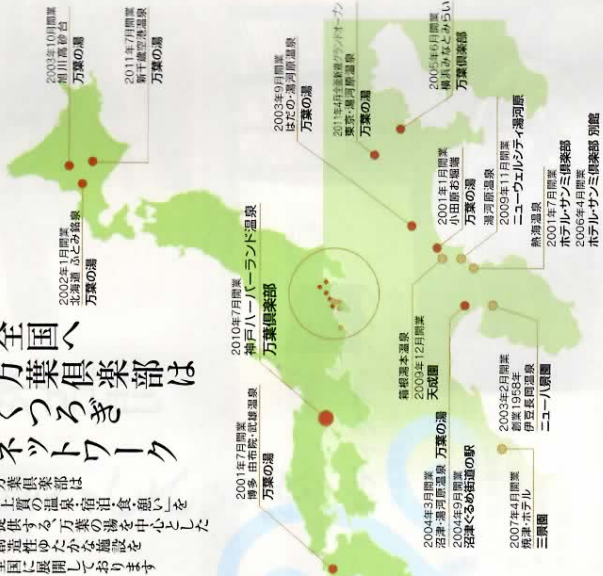 全国へ
万葉倶楽部は
くつろぎ
ネットワーク
万葉倶楽部は
「上質の温泉・宿泊・食・憩い」を
提供する、万葉の湯を中心とした
創造性ゆたかな施設を
全国に展開しております
2002年1月開業
北海道 ふとみ銘泉
万葉の湯
2003年10月開業
旭川高砂台
万葉の湯
2011年7月開業
新千歳空港温泉
万葉の湯
2001年7月開業
博多 由布院・武雄温泉
万葉の湯
2010年7月開業
神戸ハーバーランド温泉
万葉倶楽部
2003年9月開業
はだの・湯河原温泉
万葉の湯
2011年4月全面新築グランドオープン
東京・湯河原温泉
万葉の湯
2005年6月開業
横浜みなとみらい
万葉倶楽部
箱根湯本温泉
2009年12月開業
天成園
2001年1月開業
小田原お堀端
万葉の湯
湯河原温泉
2009年11月開業
ニューウェルシティ湯河原
熱海温泉
2001年7月開業
ホテル・サンミ倶楽部
2006年4月開業
ホテル・サンミ倶楽部 別館
2004年3月開業
沼津・湯河原温泉 万葉の湯
2004年9月開業
沼津ぐるめ街道の駅
2003年2月開業
創業1958年
伊豆長岡温泉
ニュー八景園
2007年4月開業
焼津・ホテル
三景園